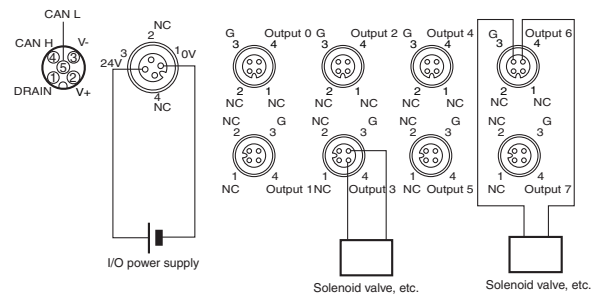 CAN L
CAN H V-
4 3
5
1 2
DRAIN V+
NC
2
3 1
24V 0V
4
NC
I/O power supply
G Output 0
3 4
2 1
NC NC
G Output 2
3 4
2 1
NC NC
G Output 4
3 4
2 1
NC NC
G Output 6
3 4
2 1
NC NC
NC G
2 3
1 4
NC Output 1
NC G
2 3
1 4
NC Output 3
NC G
2 3
1 4
NC Output 5
NC G
2 3
1 4
NC Output 7
Solenoid valve, etc.
Solenoid valve, etc.